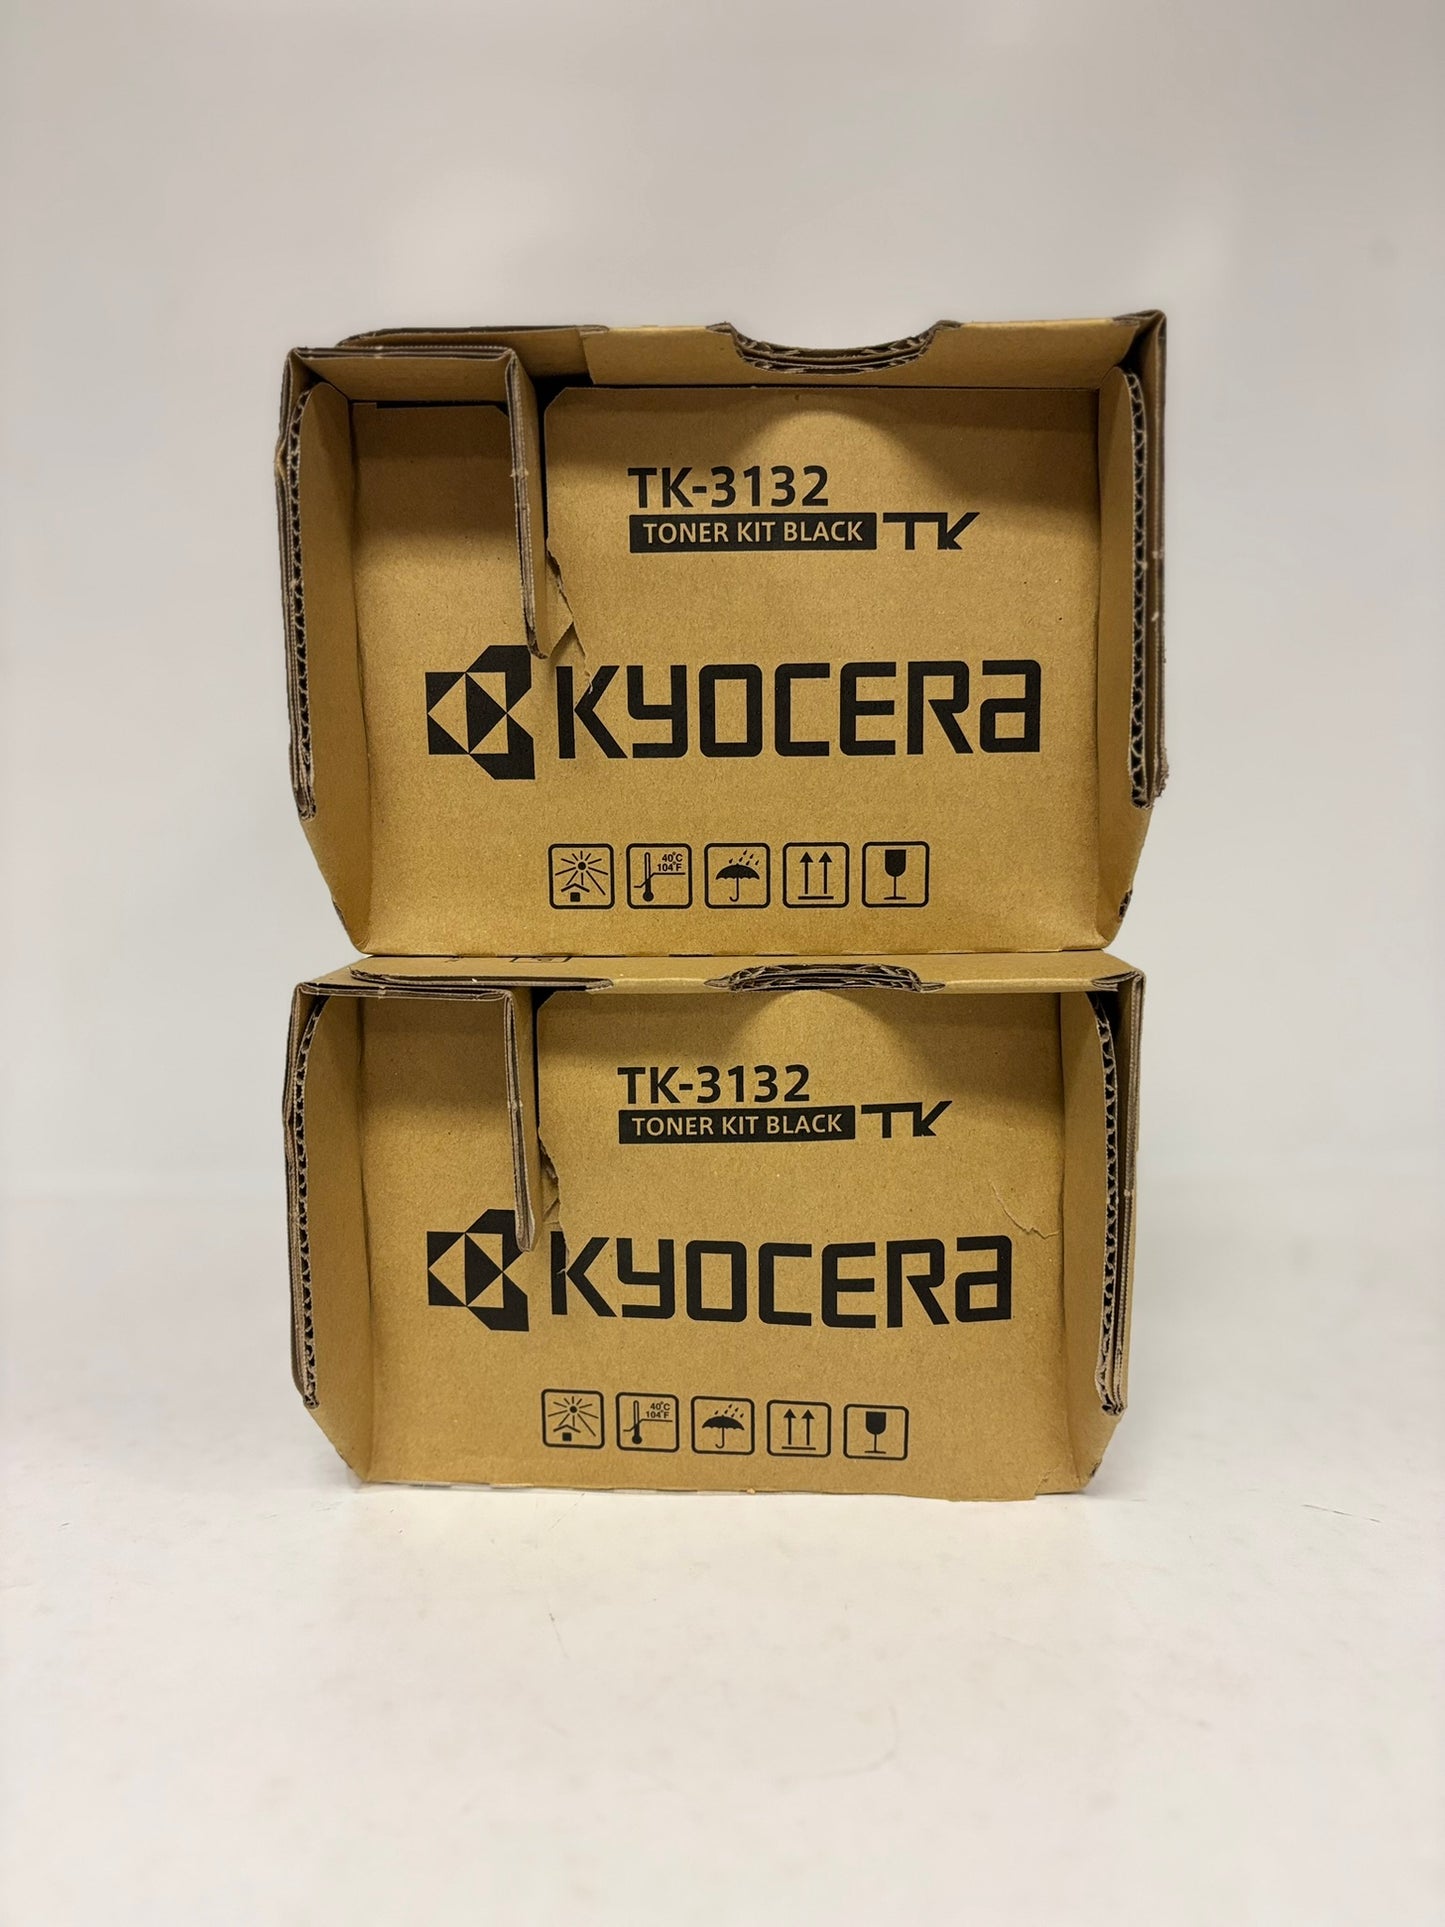 TK-3132
TONER KIT BLACK TK
KYOCERA
40°C
104°F
TK-3132
TONER KIT BLACK TK
KYOCERA
40°C
104°F